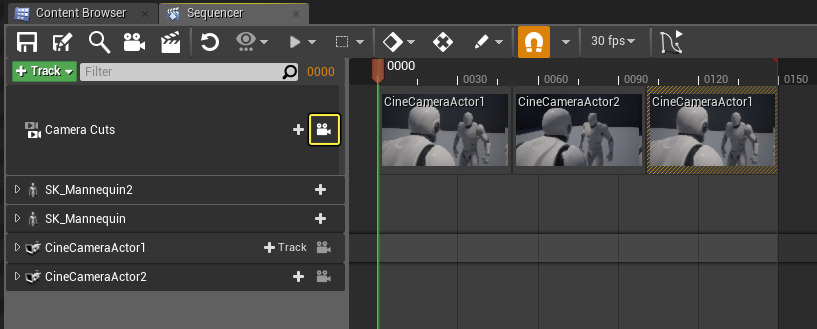 Content Browser Sequencer
30 fps
Track Filter 0000 0000
0030 0060 0090 0120 0150
CineCameraActor1 CineCameraActor2 CineCameraActor1
Camera Cuts
SK_Mannequin2
SK_Mannequin
CineCameraActor1 Track
CineCameraActor2